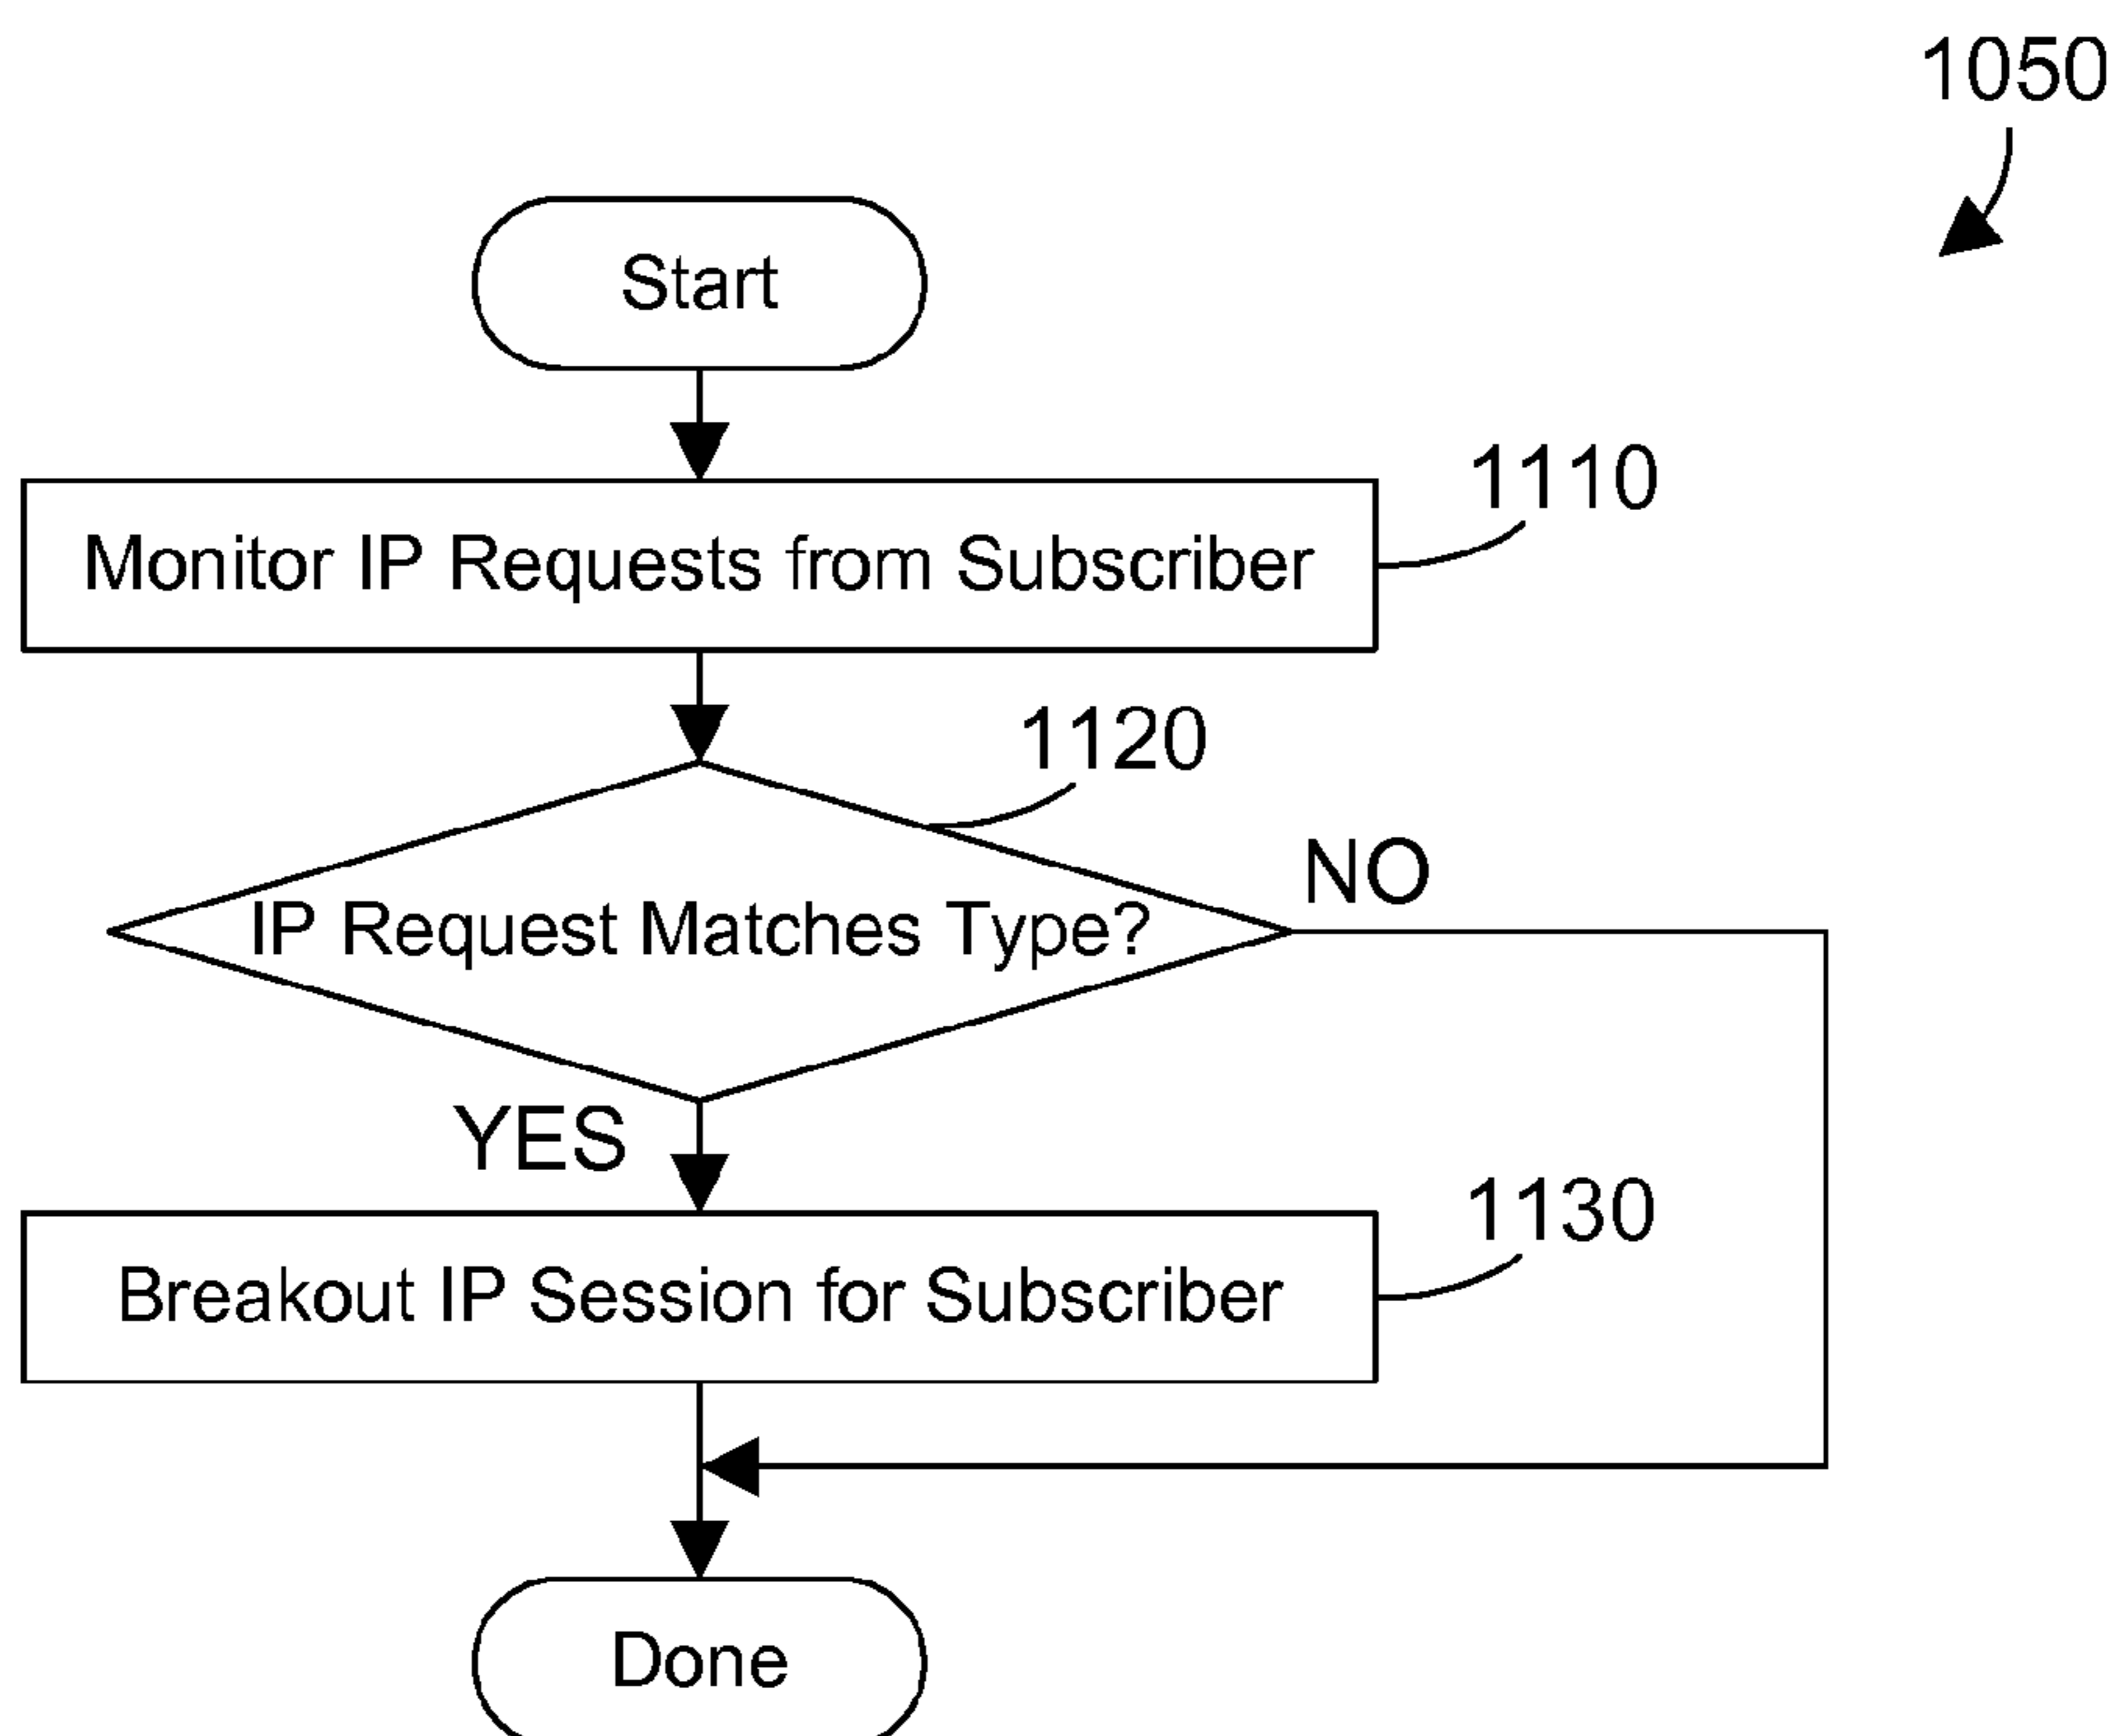 1050
Start
1110
Monitor IP Requests from Subscriber
1120
NO
IP Request Matches Type?
YES
1130
Breakout IP Session for Subscriber
Done